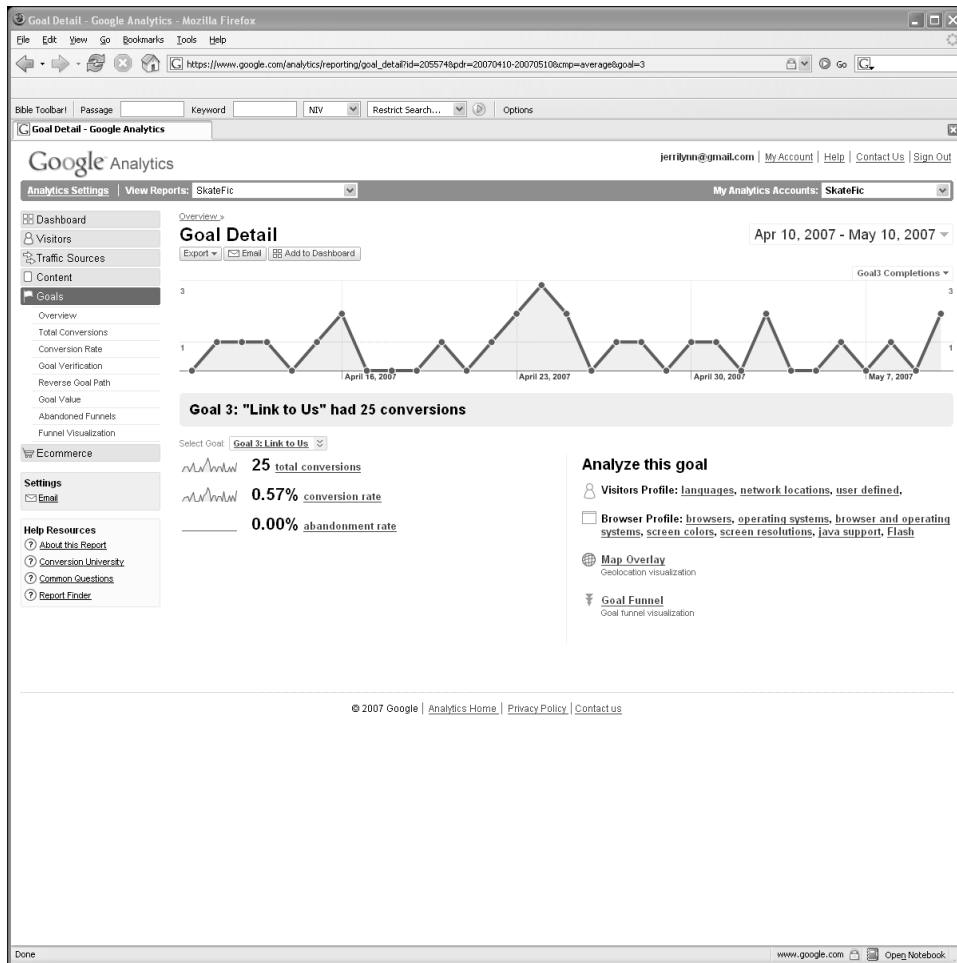 Goal Detail - Google Analytics - Mozilla Firefox
File Edit View Go Bookmarks Tools Help
https://www.google.com/analytics/reporting/goal_detail?id=205574&pdr=20070410-20070510&cmp=average&goal=3 Go
Bible Toolbar! Passage Keyword NIV Restrict Search... Options
Goal Detail - Google Analytics
Google Analytics
jerrilynn@gmail.com | My Account | Help | Contact Us | Sign Out
Analytics Settings | View Reports: SkateFic My Analytics Accounts: SkateFic
Dashboard
Visitors
Traffic Sources
Content
Goals
Overview
Total Conversions
Conversion Rate
Goal Verification
Reverse Goal Path
Goal Value
Abandoned Funnels
Funnel Visualization
Ecommerce
Settings
Email
Help Resources
About this Report
Conversion University
Common Questions
Report Finder
Overview »
Goal Detail
Apr 10, 2007 - May 10, 2007
Export Email Add to Dashboard
Goal3 Completions
3 3
1 1
April 16, 2007 April 23, 2007 April 30, 2007 May 7, 2007
Goal 3: "Link to Us" had 25 conversions
Select Goal: Goal 3: Link to Us
25 total conversions
0.57% conversion rate
0.00% abandonment rate
Analyze this goal
Visitors Profile: languages, network locations, user defined,
Browser Profile: browsers, operating systems, browser and operating
systems, screen colors, screen resolutions, java support, Flash
Map Overlay
Geolocation visualization
Goal Funnel
Goal funnel visualization
© 2007 Google | Analytics Home | Privacy Policy | Contact us
Done www.google.com Open Notebook